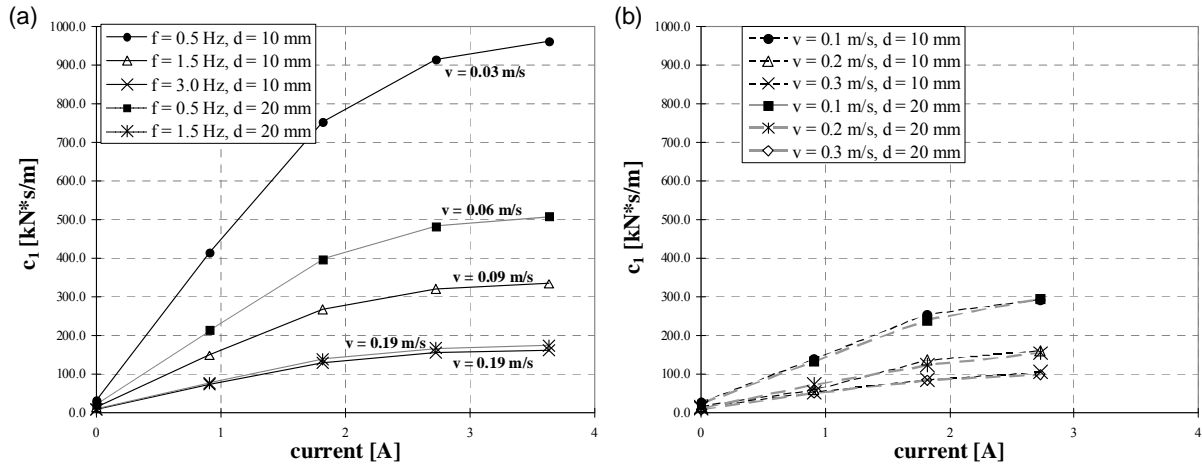 (a)
c1 [kN*s/m]
1000.0
900.0
800.0
700.0
600.0
500.0
400.0
300.0
200.0
100.0
0.0
f = 0.5 Hz, d = 10 mm
f = 1.5 Hz, d = 10 mm
f = 3.0 Hz, d = 10 mm
f = 0.5 Hz, d = 20 mm
f = 1.5 Hz, d = 20 mm
v = 0.03 m/s
v = 0.06 m/s
v = 0.09 m/s
v = 0.19 m/s
v = 0.19 m/s
0 1 2 3 4
current [A]
(b)
c1 [kN*s/m]
1000.0
900.0
800.0
700.0
600.0
500.0
400.0
300.0
200.0
100.0
0.0
v = 0.1 m/s, d = 10 mm
v = 0.2 m/s, d = 10 mm
v = 0.3 m/s, d = 10 mm
v = 0.1 m/s, d = 20 mm
v = 0.2 m/s, d = 20 mm
v = 0.3 m/s, d = 20 mm
0 1 2 3 4
current [A]